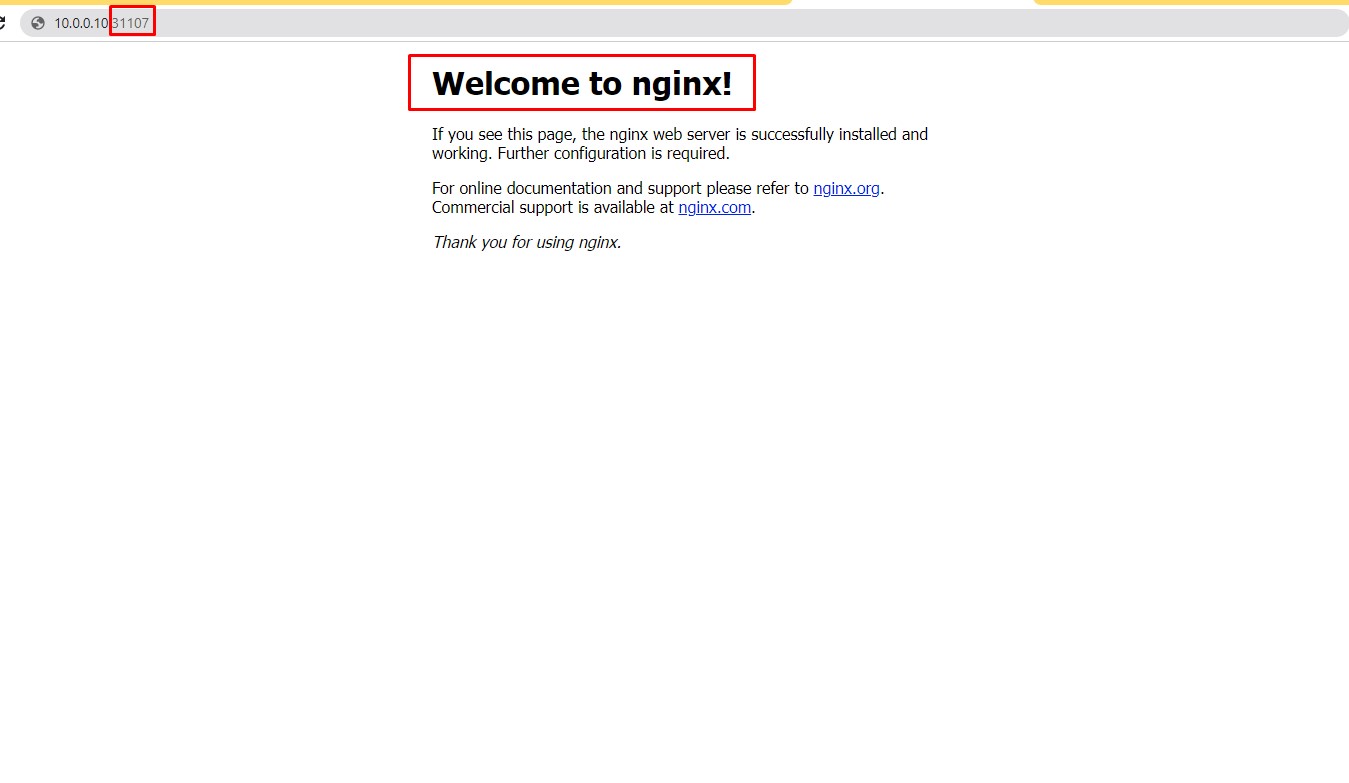 10.0.0.10:31107
Welcome to nginx!
If you see this page, the nginx web server is successfully installed and
working. Further configuration is required.
For online documentation and support please refer to nginx.org.
Commercial support is available at nginx.com.
Thank you for using nginx.